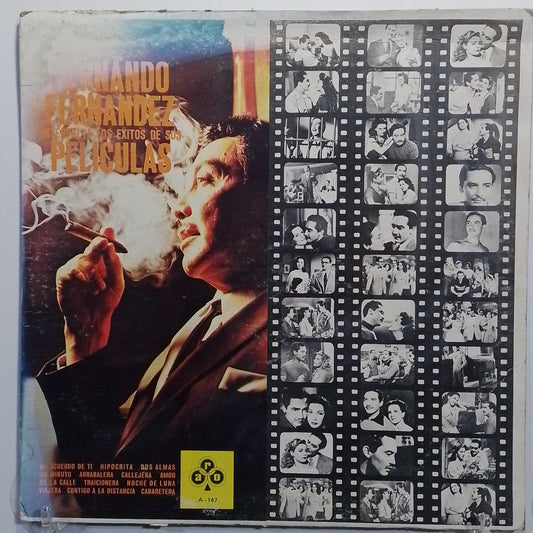 FERNANDO
FERNANDEZ
LOS EXITOS DE SUS
PELICULAS
ME ACUERDO DE TI HIPOCRITA DOS ALMAS
UN MINUTO ARRABALERA CALLEJERA AMOR
DE LA CALLE TRAICIONERA NOCHE DE LUNA
VIAJERA CONTIGO A LA DISTANCIA CABARETERA
a r o
A-147